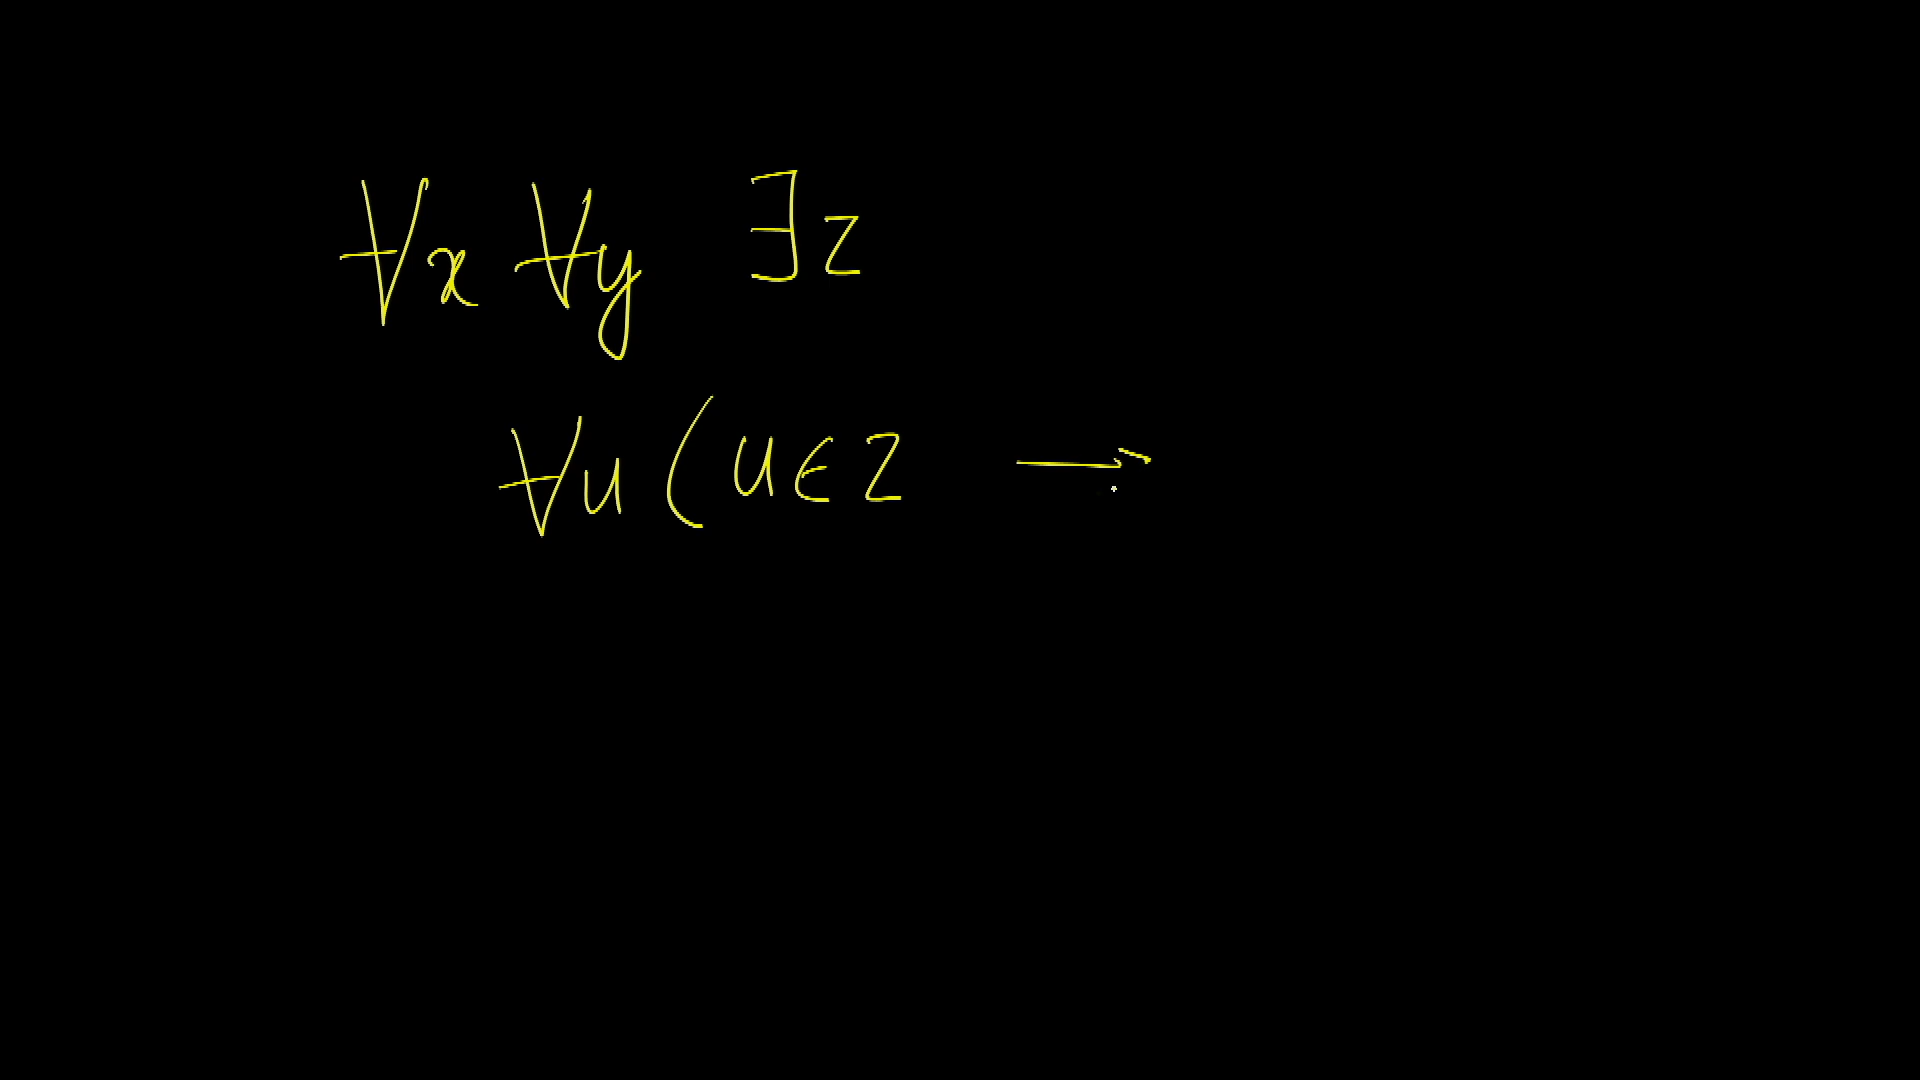 ∀x ∀y ∃z
∀u (u∈z →